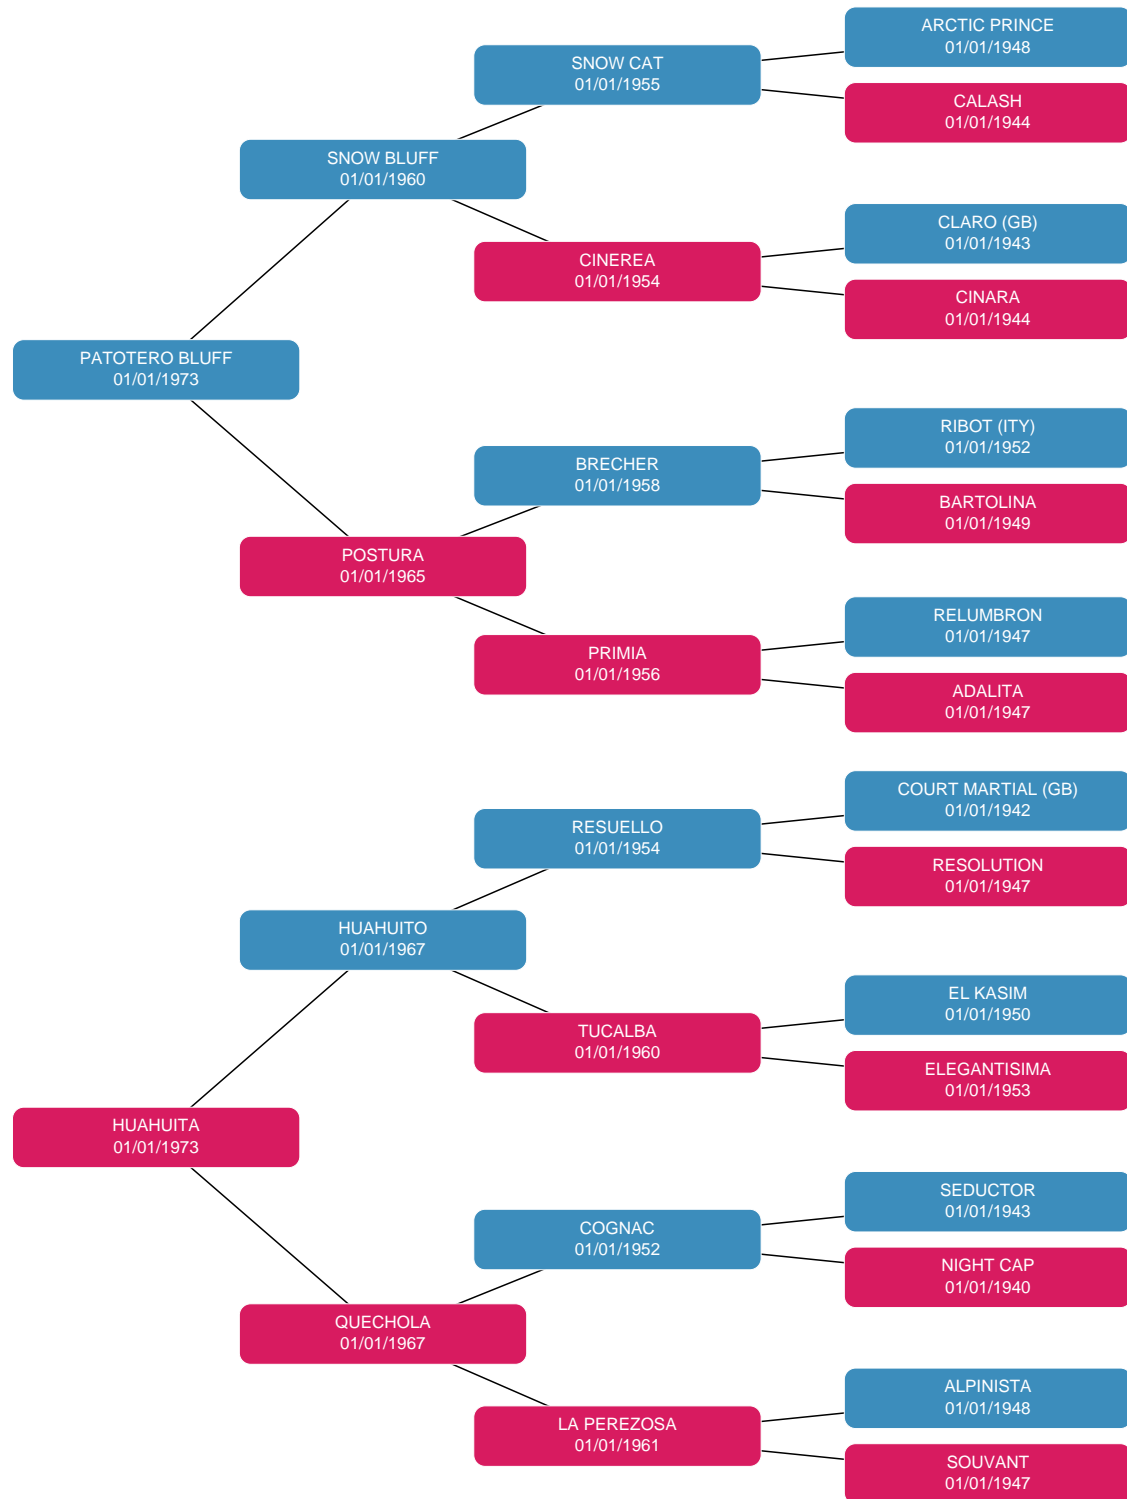 ARCTIC PRINCE
01/01/1948
SNOW CAT
01/01/1955
CALASH
01/01/1944
SNOW BLUFF
01/01/1960
CLARO (GB)
01/01/1943
CINEREA
01/01/1954
CINARA
01/01/1944
PATOTERO BLUFF
01/01/1973
RIBOT (ITY)
01/01/1952
BRECHER
01/01/1958
BARTOLINA
01/01/1949
POSTURA
01/01/1965
RELUMBRON
01/01/1947
PRIMIA
01/01/1956
ADALITA
01/01/1947
COURT MARTIAL (GB)
01/01/1942
RESUELLO
01/01/1954
RESOLUTION
01/01/1947
HUAHUITO
01/01/1967
EL KASIM
01/01/1950
TUCALBA
01/01/1960
ELEGANTISIMA
01/01/1953
HUAHUITA
01/01/1973
SEDUCTOR
01/01/1943
COGNAC
01/01/1952
NIGHT CAP
01/01/1940
QUECHOLA
01/01/1967
ALPINISTA
01/01/1948
LA PEREZOSA
01/01/1961
SOUVANT
01/01/1947